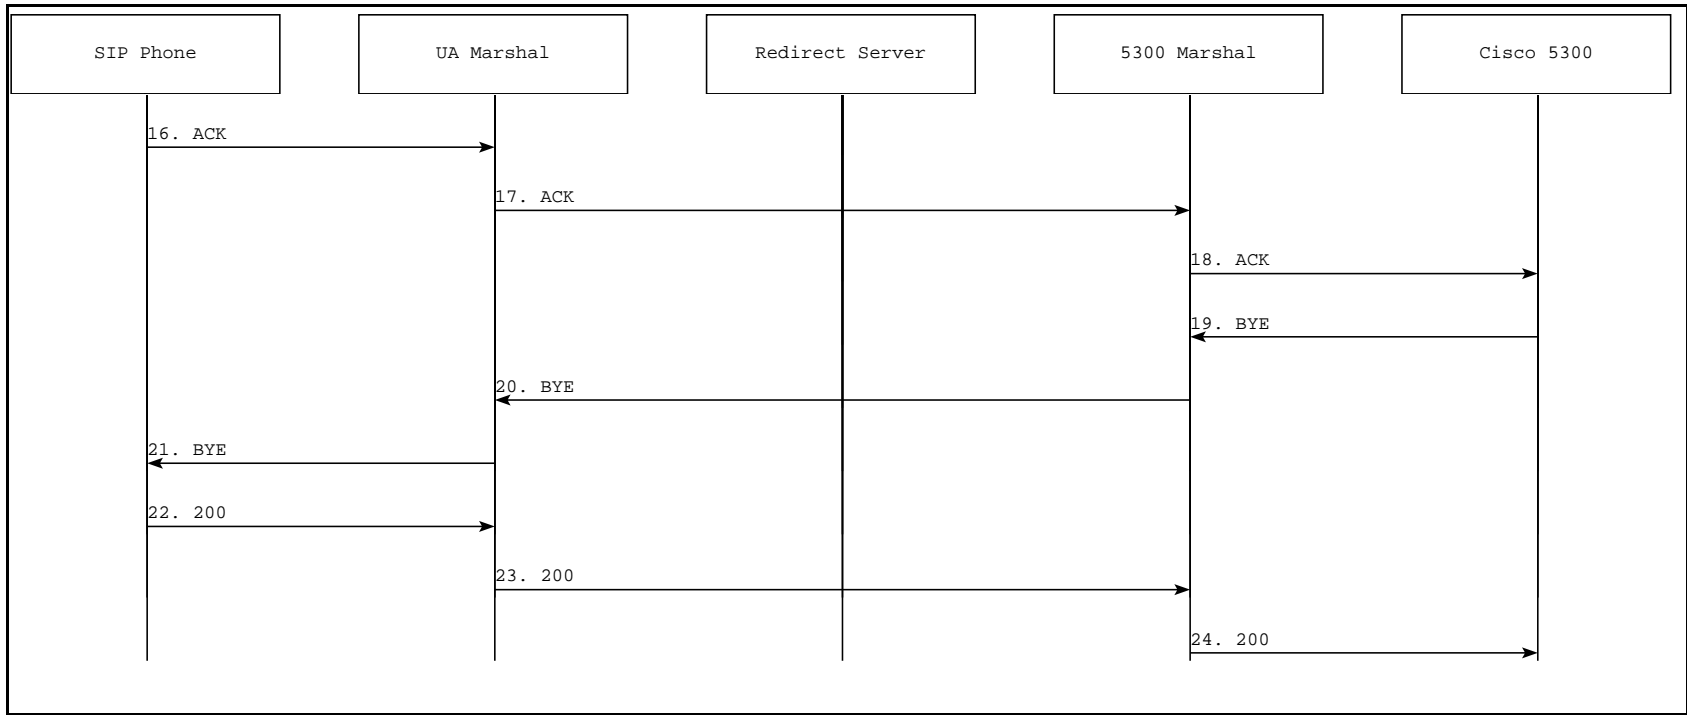 SIP Phone
UA Marshal
Redirect Server
5300 Marshal
Cisco 5300
16. ACK
17. ACK
18. ACK
19. BYE
20. BYE
21. BYE
22. 200
23. 200
24. 200